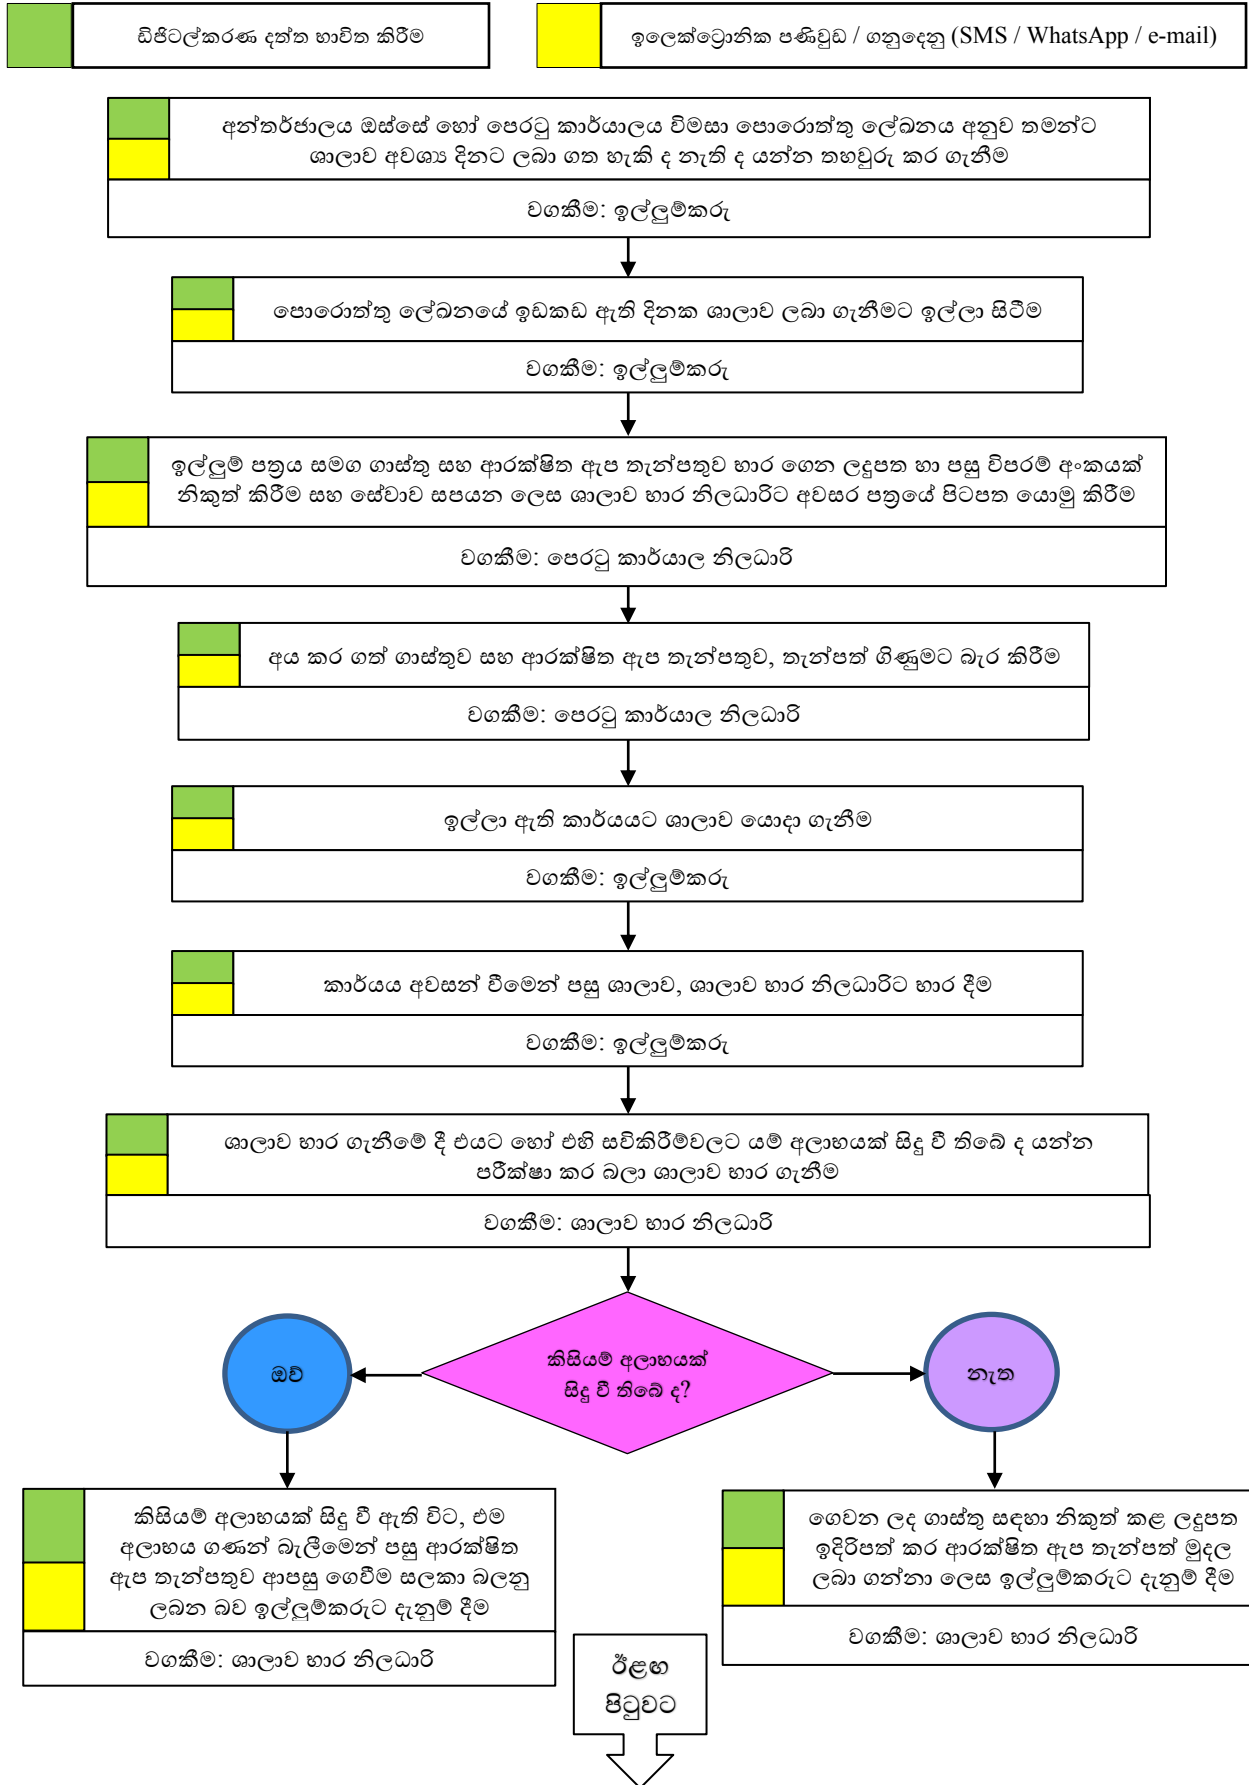 ඩිජිටල්කරණ දත්ත භාවිත කිරීම
ඉලෙක්ට්‍රොනික පණිවුඩ / ගනුදෙනු (SMS / WhatsApp / e-mail)
අන්තර්ජාලය ඔස්සේ හෝ පෙරටු කාර්යාලය විමසා පොරොත්තු ලේඛනය අනුව තමන්ට
ශාලාව අවශ්‍ය දිනට ලබා ගත හැකි ද නැති ද යන්න තහවුරු කර ගැනීම
වගකීම: ඉල්ලුම්කරු
පොරොත්තු ලේඛනයේ ඉඩකඩ ඇති දිනක ශාලාව ලබා ගැනීමට ඉල්ලා සිටීම
වගකීම: ඉල්ලුම්කරු
ඉල්ලුම් පත්‍රය සමග ගාස්තු සහ ආරක්ෂිත ඇප තැන්පතුව භාර ගෙන ලදුපත හා පසු විපරම් අංකයක්
නිකුත් කිරීම සහ සේවාව සපයන ලෙස ශාලාව භාර නිලධාරිට අවසර පත්‍රයේ පිටපත යොමු කිරීම
වගකීම: පෙරටු කාර්යාල නිලධාරි
අය කර ගත් ගාස්තුව සහ ආරක්ෂිත ඇප තැන්පතුව, තැන්පත් ගිණුමට බැර කිරීම
වගකීම: පෙරටු කාර්යාල නිලධාරි
ඉල්ලා ඇති කාර්යයට ශාලාව යොදා ගැනීම
වගකීම: ඉල්ලුම්කරු
කාර්යය අවසන් වීමෙන් පසු ශාලාව, ශාලාව භාර නිලධාරිට භාර දීම
වගකීම: ඉල්ලුම්කරු
ශාලාව භාර ගැනීමේ දී එයට හෝ එහි සවිකිරීම්වලට යම් අලාභයක් සිදු වී තිබේ ද යන්න
පරීක්ෂා කර බලා ශාලාව භාර ගැනීම
වගකීම: ශාලාව භාර නිලධාරි
කිසියම් අලාභයක්
සිදු වී තිබේ ද?
ඔව්
නැත
කිසියම් අලාභයක් සිදු වී ඇති විට, එම
අලාභය ගණන් බැලීමෙන් පසු ආරක්ෂිත
ඇප තැන්පතුව ආපසු ගෙවීම සලකා බලනු
ලබන බව ඉල්ලුම්කරුට දැනුම් දීම
වගකීම: ශාලාව භාර නිලධාරි
ගෙවන ලද ගාස්තු සඳහා නිකුත් කළ ලදුපත
ඉදිරිපත් කර ආරක්ෂිත ඇප තැන්පත් මුදල
ලබා ගන්නා ලෙස ඉල්ලුම්කරුට දැනුම් දීම
වගකීම: ශාලාව භාර නිලධාරි
ඊළඟ
පිටුවට